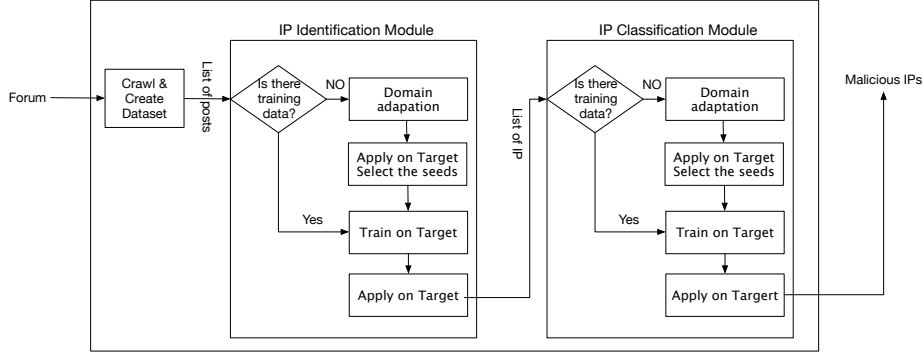 IP Identification Module
IP Classification Module
Forum
Crawl &
Create
Dataset
List of posts
Is there
training
data?
NO
Domain
adapation
Apply on Target
Select the seeds
Yes
Train on Target
Apply on Target
List of IP
Is there
training
data?
NO
Domain
adaptation
Apply on Target
Select the seeds
Yes
Train on Target
Apply on Targert
Malicious IPs